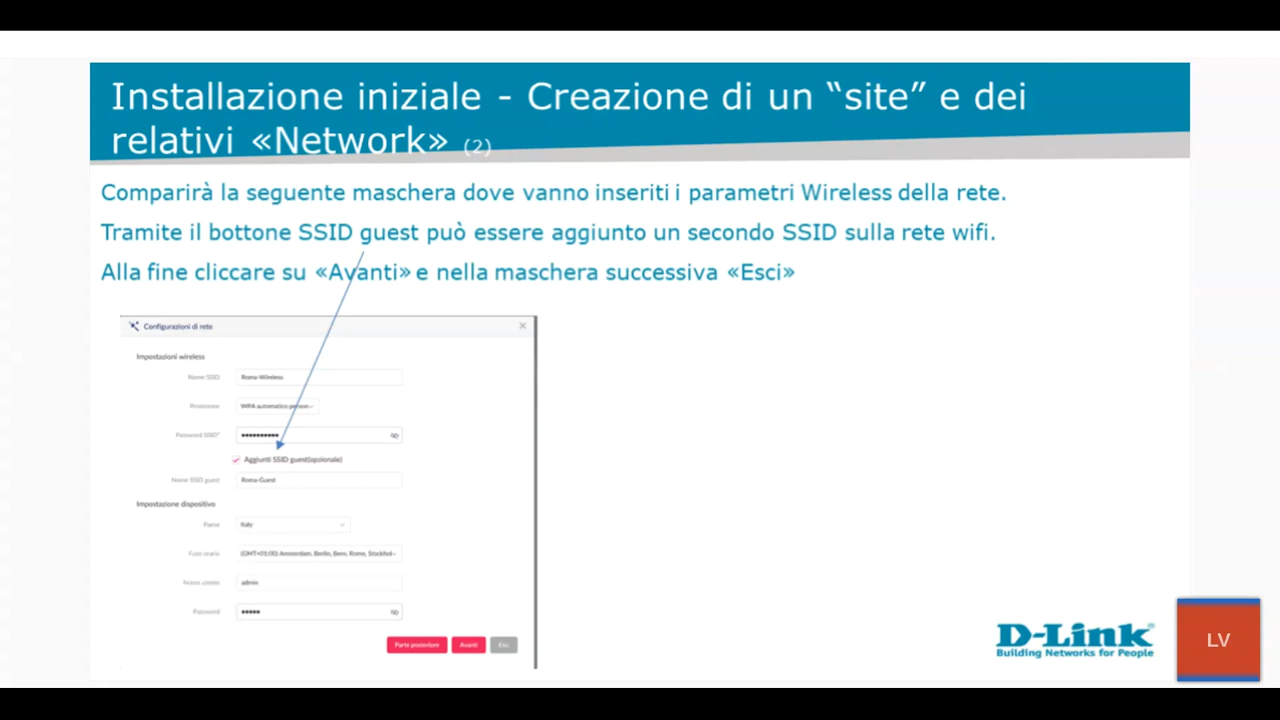 Installazione iniziale - Creazione di un “site” e dei
relativi «Network» (2)
Comparirà la seguente maschera dove vanno inseriti i parametri Wireless della rete.
Tramite il bottone SSID guest può essere aggiunto un secondo SSID sulla rete wifi.
Alla fine cliccare su «Avanti» e nella maschera successiva «Esci»
Configurazioni di rete
Impostazioni wireless
Nome SSID Roma-Wireless
Protezione WPA automatico person
Password SSID* ••••••••••
Aggiunti SSID guest(opzionale)
Nome SSID guest Roma-Guest
Impostazione dispositivo
Paese Italy
Fuso orario (GMT+01:00) Amsterdam, Berlin, Bern, Rome, Stockhol
Nome utente admin
Password •••••
Parte posteriore Avanti Esci
D-Link
Building Networks for People
LV